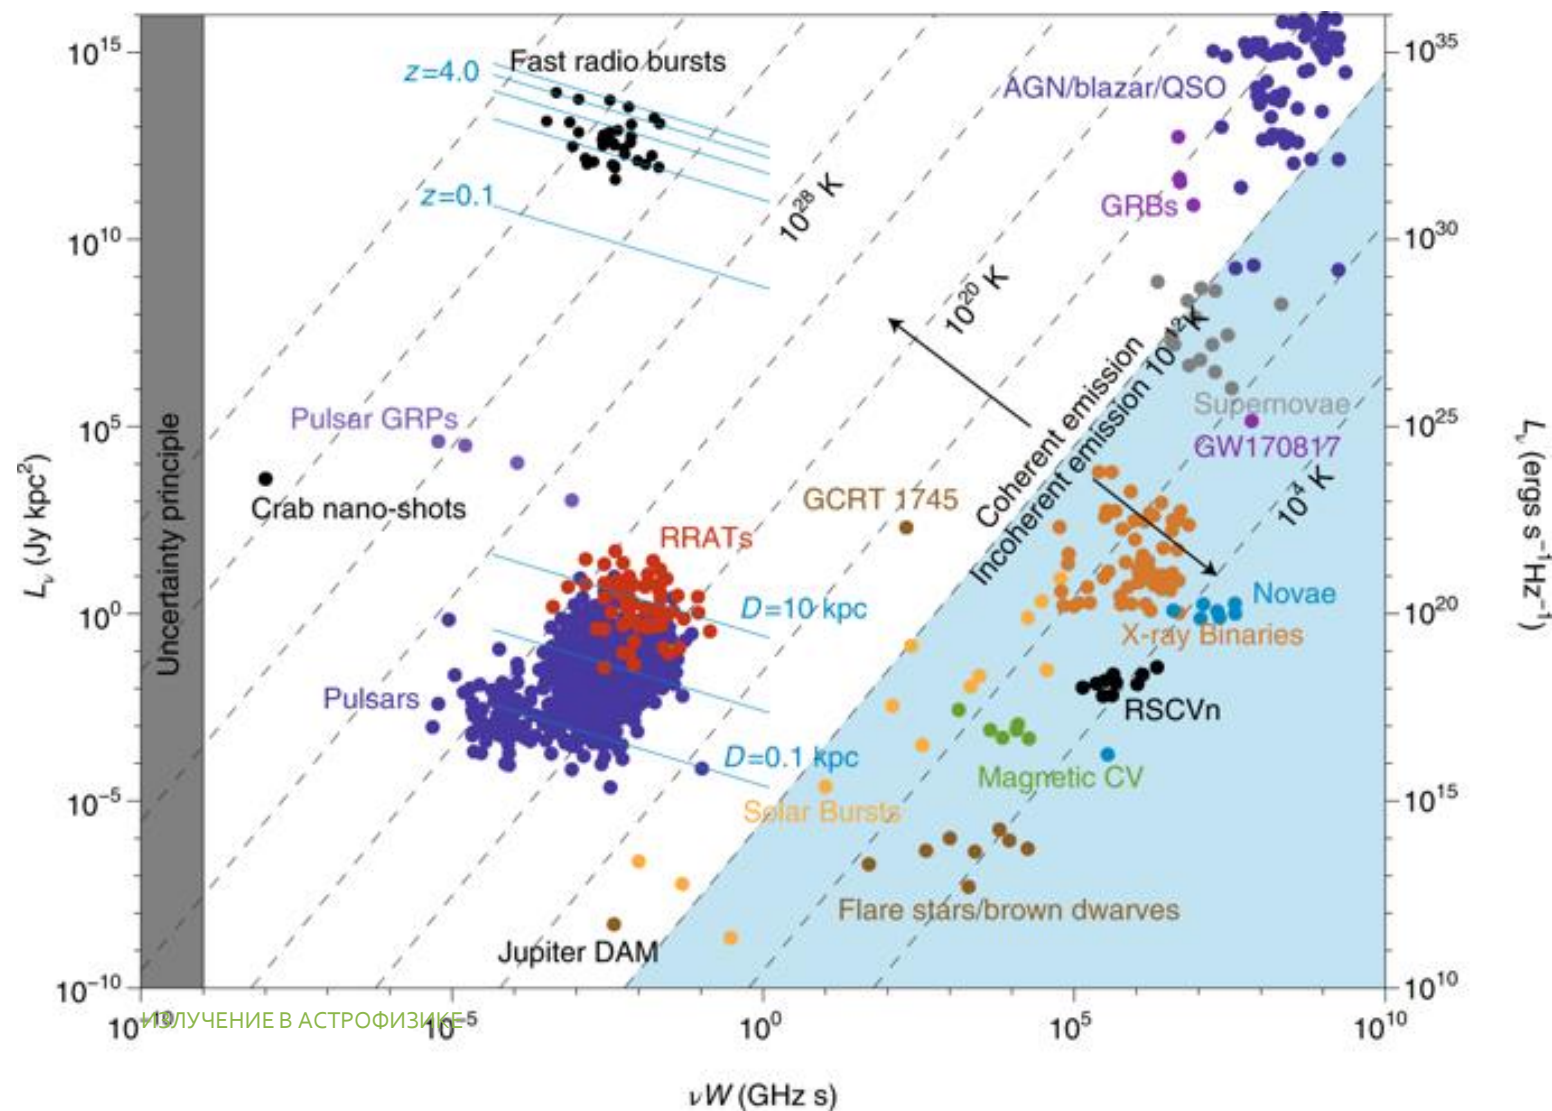 10^15
10^10
10^5
10^0
10^−5
10^−10
L_ν (Jy kpc²)
Uncertainty principle
z=4.0
Fast radio bursts
z=0.1
10^28 K
AGN/blazar/QSO
GRBs
10^20 K
Coherent emission
Incoherent emission 10^12 K
Supernovae
GW170817
10^4 K
Pulsar GRPs
Crab nano-shots
GCRT 1745
RRATs
D=10 kpc
Novae
X-ray Binaries
Pulsars
RSCVn
D=0.1 kpc
Magnetic CV
Solar Bursts
Flare stars/brown dwarves
Jupiter DAM
10^35
10^30
10^25
10^20
10^15
10^10
L_ν (ergs s^−1 Hz^−1)
10^−10
ИЗЛУЧЕНИЕ В АСТРОФИЗИКЕ
10^−5
10^0
10^5
10^10
νW (GHz s)